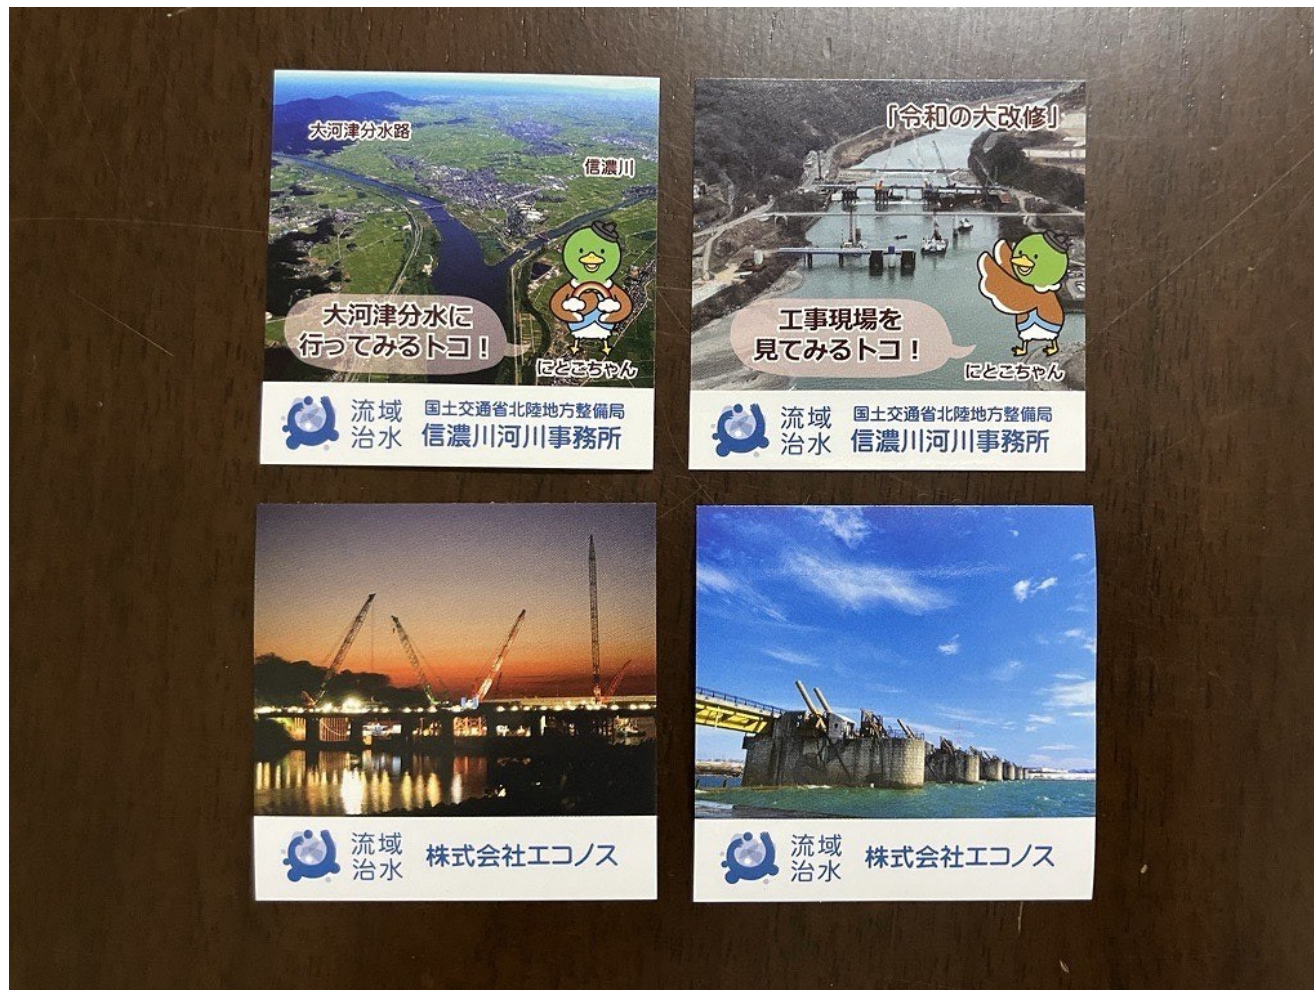 大河津分水路
信濃川
大河津分水に
行ってみるトコ！
にとこちゃん
流域
治水
国土交通省北陸地方整備局
信濃川河川事務所
「令和の大改修」
工事現場を
見てみるトコ！
にとこちゃん
流域
治水
国土交通省北陸地方整備局
信濃川河川事務所
流域
治水
株式会社エコノス
流域
治水
株式会社エコノス